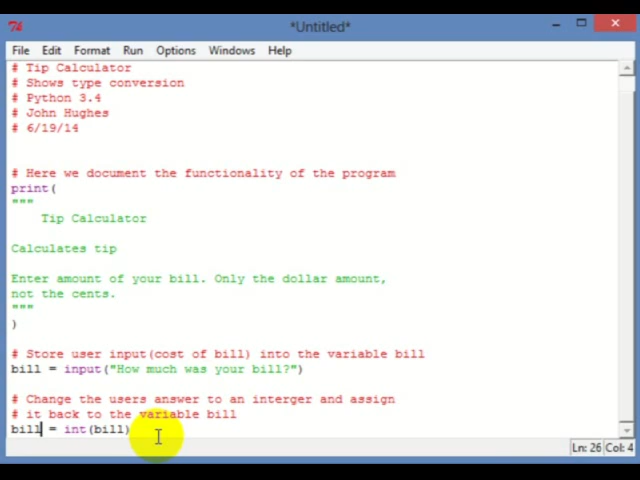 *Untitled*
File Edit Format Run Options Windows Help
# Tip Calculator
# Shows type conversion
# Python 3.4
# John Hughes
# 6/19/14
# Here we document the functionality of the program
print(
"""
Tip Calculator
Calculates tip
Enter amount of your bill. Only the dollar amount,
not the cents.
"""
)
# Store user input(cost of bill) into the variable bill
bill = input("How much was your bill?")
# Change the users answer to an interger and assign
# it back to the variable bill
bill = int(bill)
Ln: 26 Col: 4